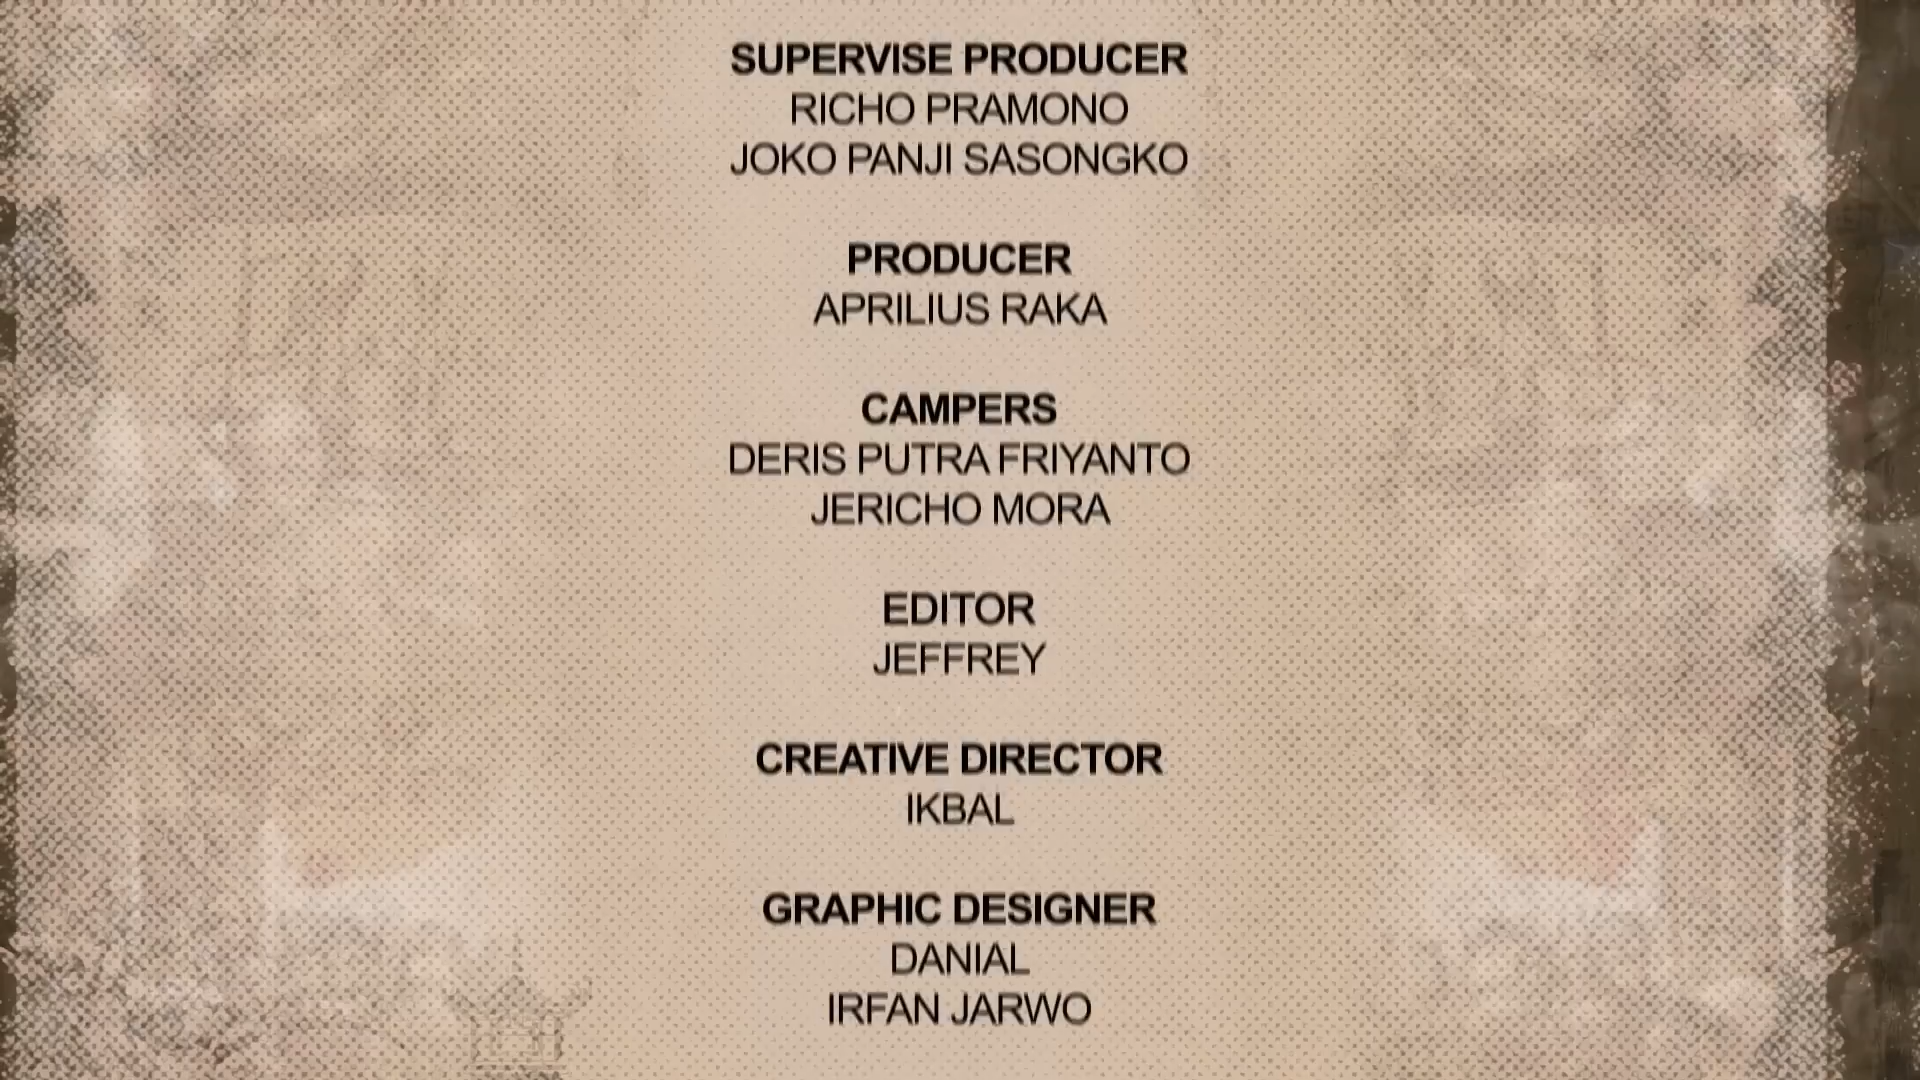 SUPERVISE PRODUCER
RICHO PRAMONO
JOKO PANJI SASONGKO
PRODUCER
APRILIUS RAKA
CAMPERS
DERIS PUTRA FRIYANTO
JERICHO MORA
EDITOR
JEFFREY
CREATIVE DIRECTOR
IKBAL
GRAPHIC DESIGNER
DANIAL
IRFAN JARWO